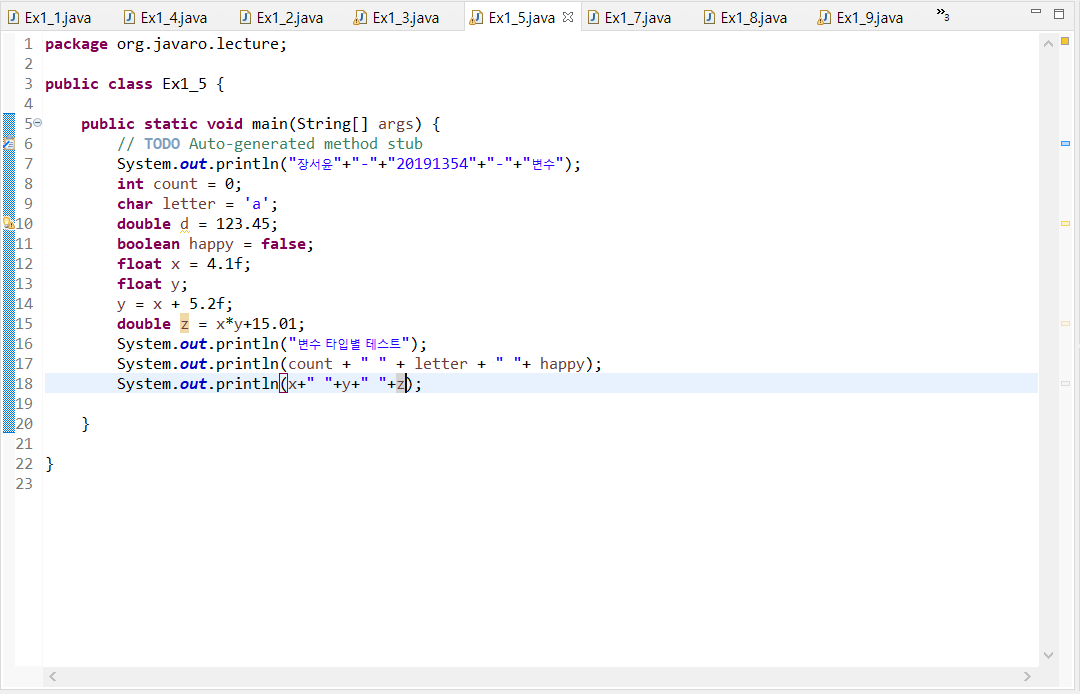 Ex1_1.java Ex1_4.java Ex1_2.java Ex1_3.java Ex1_5.java Ex1_7.java Ex1_8.java Ex1_9.java »3
1 package org.javaro.lecture;
2
3 public class Ex1_5 {
4
5 public static void main(String[] args) {
6 // TODO Auto-generated method stub
7 System.out.println("장서윤"+"-"+"20191354"+"-"+"변수");
8 int count = 0;
9 char letter = 'a';
10 double d = 123.45;
11 boolean happy = false;
12 float x = 4.1f;
13 float y;
14 y = x + 5.2f;
15 double z = x*y+15.01;
16 System.out.println("변수 타입별 테스트");
17 System.out.println(count + " " + letter + " "+ happy);
18 System.out.println(x+" "+y+" "+z);
19
20 }
21
22 }
23